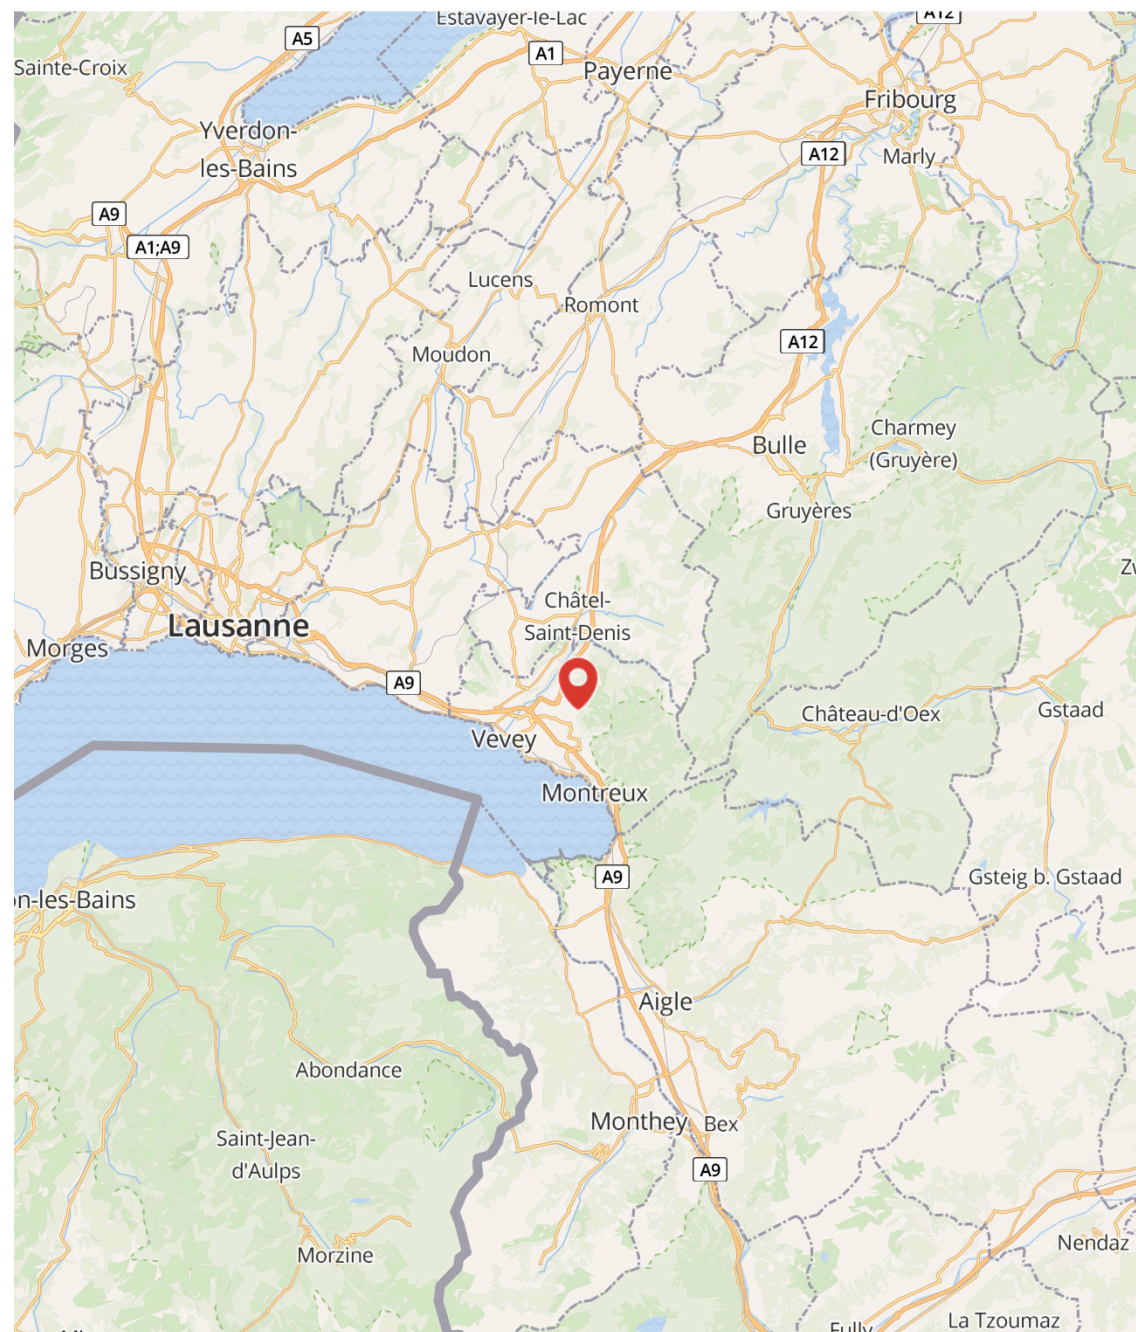 Estavayer-le-Lac
A12
A5
A1
Sainte-Croix
Payerne
Fribourg
Yverdon-
les-Bains
A12
Marly
A9
A1;A9
Lucens
Romont
A12
Moudon
Charmey
(Gruyère)
Bulle
Gruyères
Bussigny
Châtel-
Saint-Denis
Lausanne
Morges
A9
Château-d'Oex
Gstaad
Vevey
Montreux
A9
Gsteig b. Gstaad
on-les-Bains
Aigle
Abondance
Monthey
Bex
Saint-Jean-
d'Aulps
A9
Morzine
Nendaz
La Tzoumaz
Fully